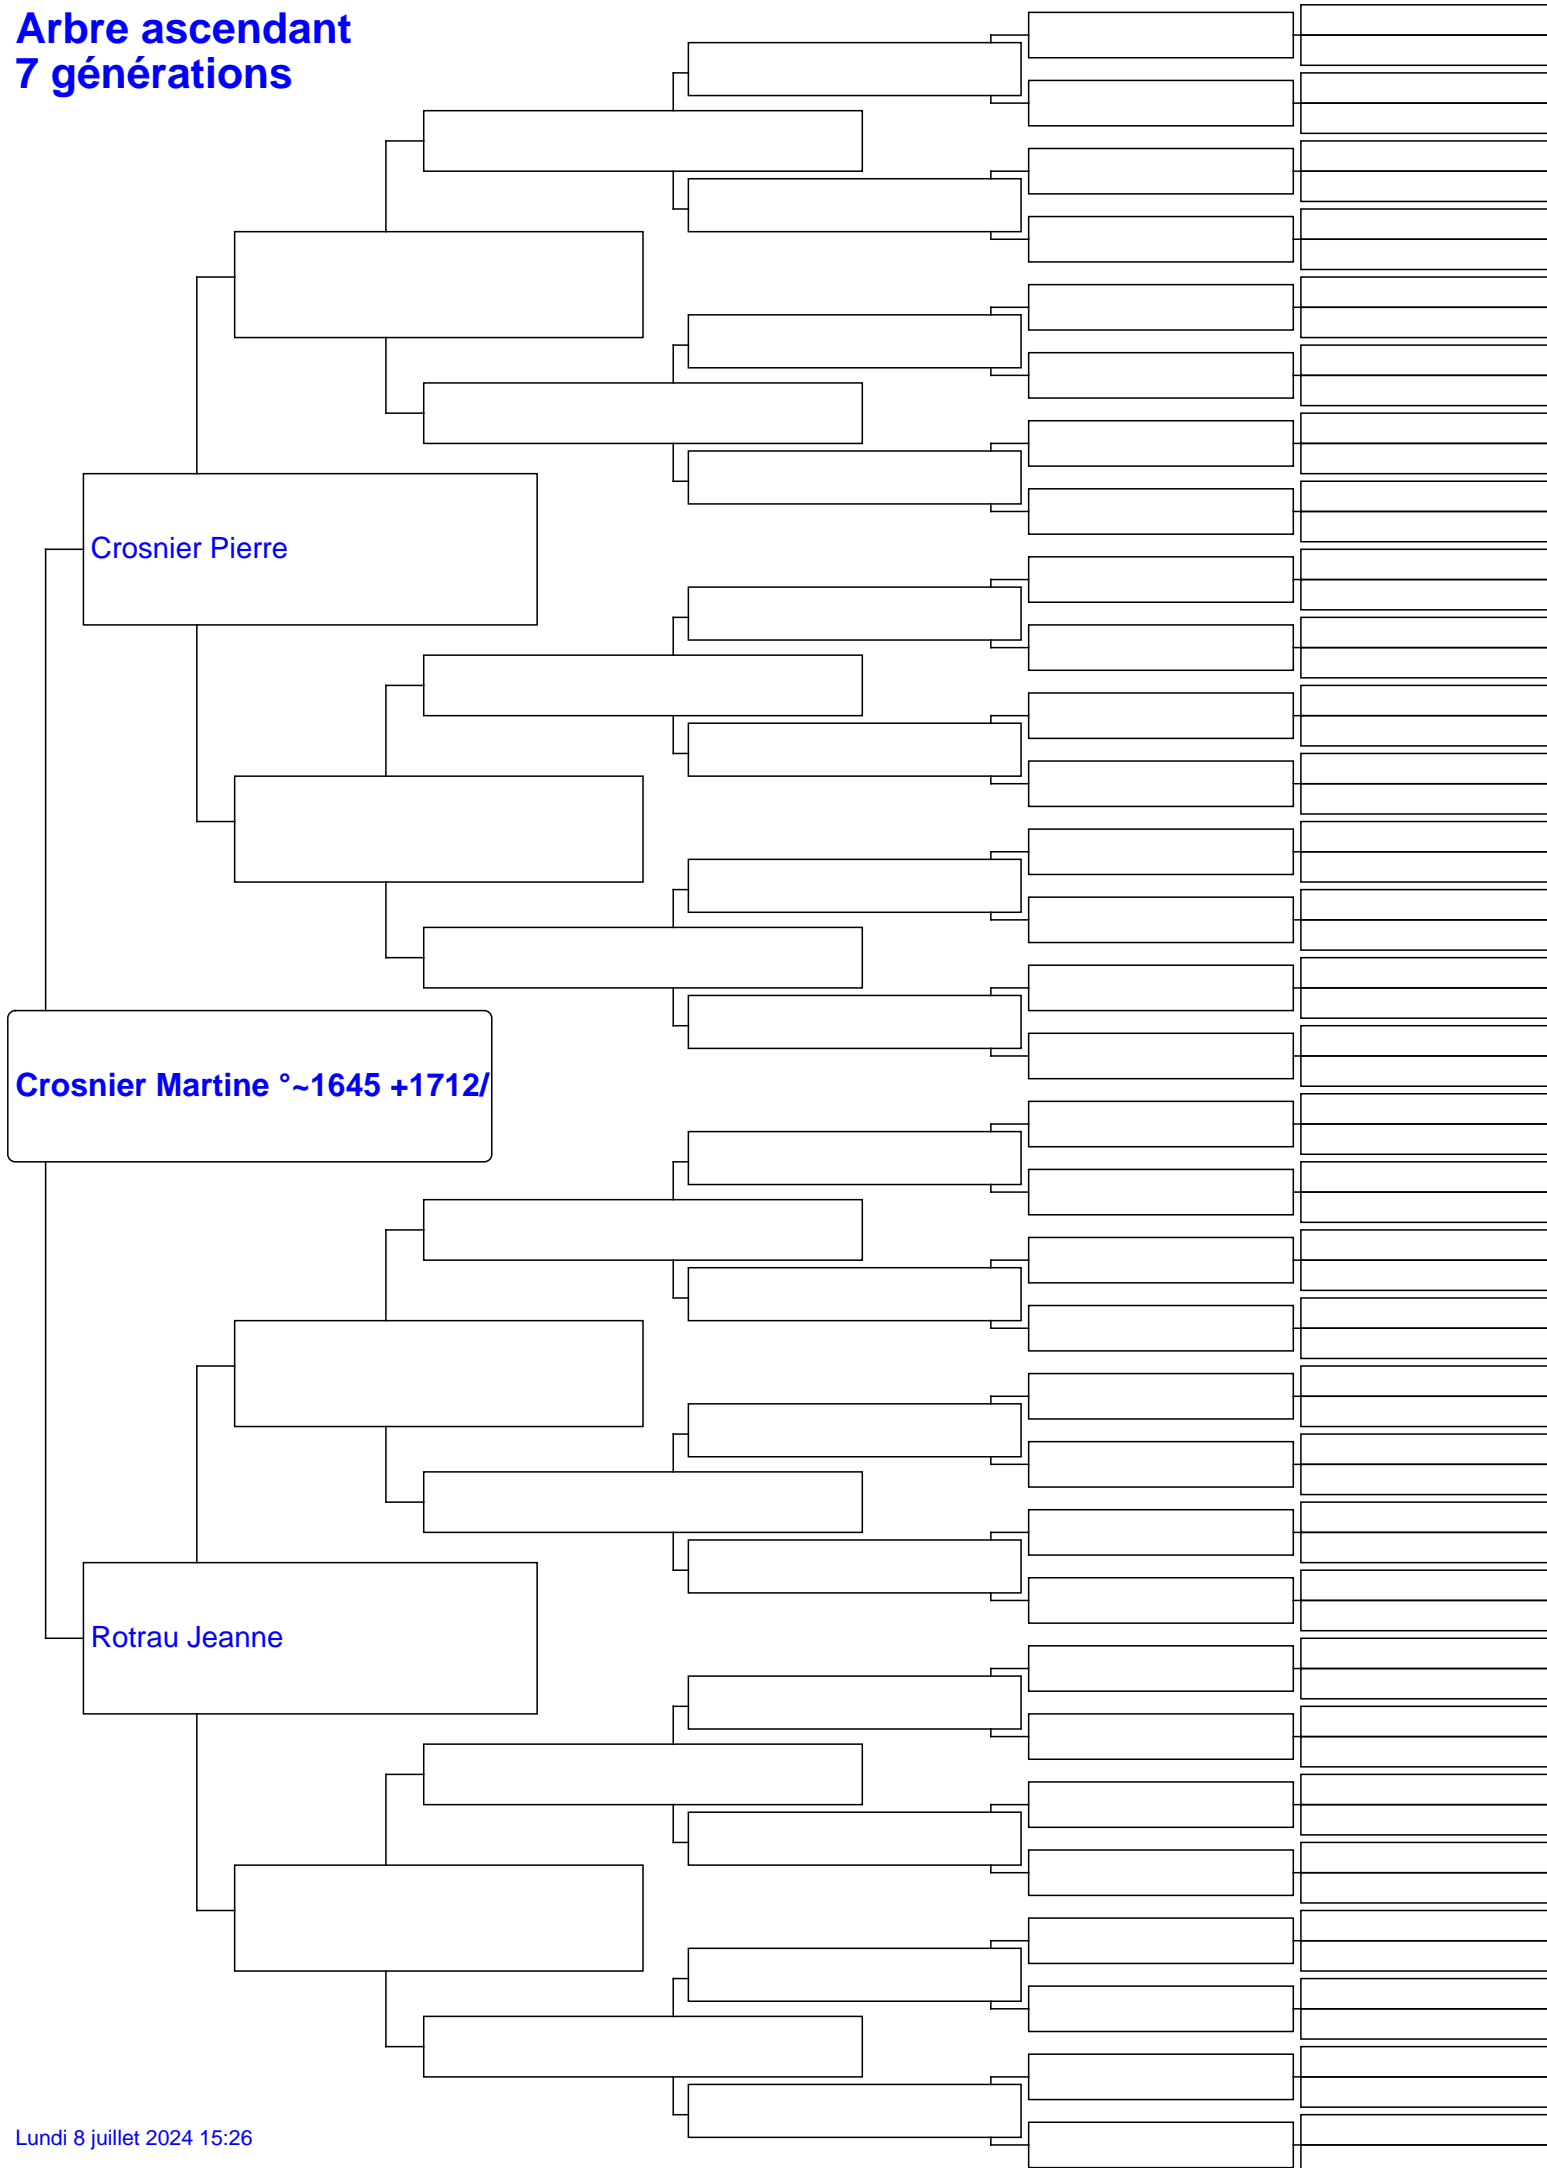 Arbre ascendant
7 générations
Crosnier Pierre
Crosnier Martine °~1645 +1712/
Rotrau Jeanne
Lundi 8 juillet 2024 15:26